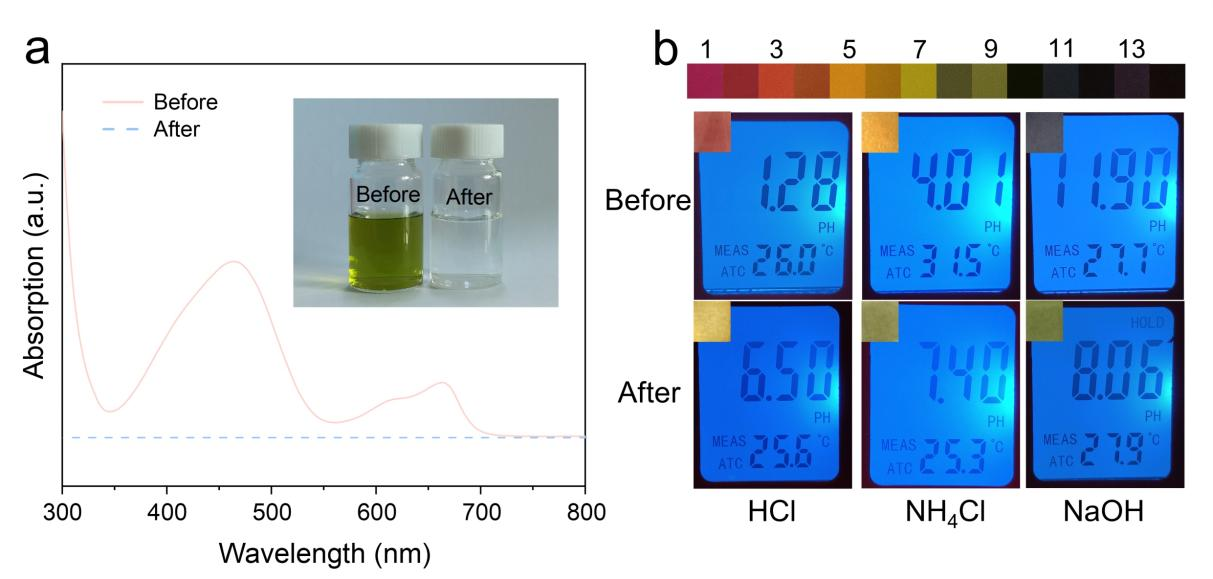 a
Before
After
Before
After
Absorption (a.u.)
300 400 500 600 700 800
Wavelength (nm)
b
1 3 5 7 9 11 13
Before
1.28
PH
MEAS
ATC
26.0 °C
4.01
PH
MEAS
ATC
31.5 °C
11.90
PH
MEAS
ATC
27.7 °C
After
6.50
PH
MEAS
ATC
25.6 °C
7.40
PH
MEAS
ATC
25.3 °C
HOLD
8.06
PH
MEAS
ATC
27.9 °C
HCl
NH₄Cl
NaOH